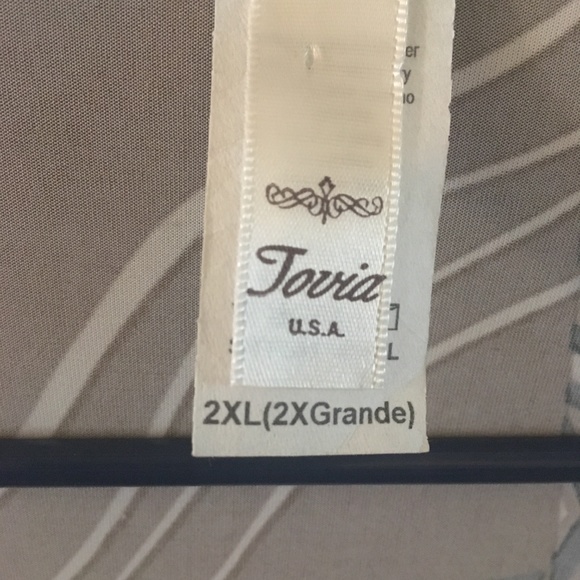 Tovia
U.S.A.
L
2XL(2XGrande)